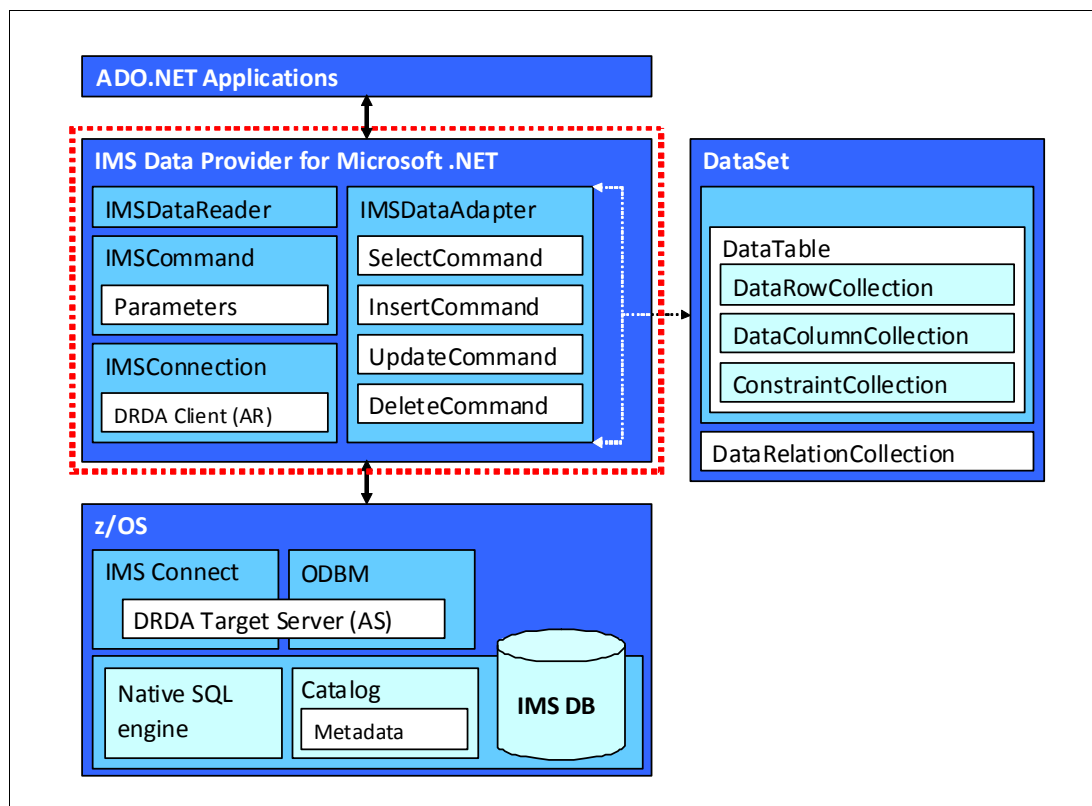 ADO.NET Applications
IMS Data Provider for Microsoft .NET
IMSDataReader
IMSCommand
Parameters
IMSConnection
DRDA Client (AR)
IMSDataAdapter
SelectCommand
InsertCommand
UpdateCommand
DeleteCommand
DataSet
DataTable
DataRowCollection
DataColumnCollection
ConstraintCollection
DataRelationCollection
z/OS
IMS Connect
ODBM
DRDA Target Server (AS)
Native SQL
engine
Catalog
Metadata
IMS DB